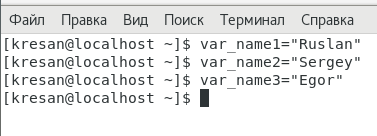 Файл Правка Вид Поиск Терминал Справка
[kresan@localhost ~]$ var_name1="Ruslan"
[kresan@localhost ~]$ var_name2="Sergey"
[kresan@localhost ~]$ var_name3="Egor"
[kresan@localhost ~]$